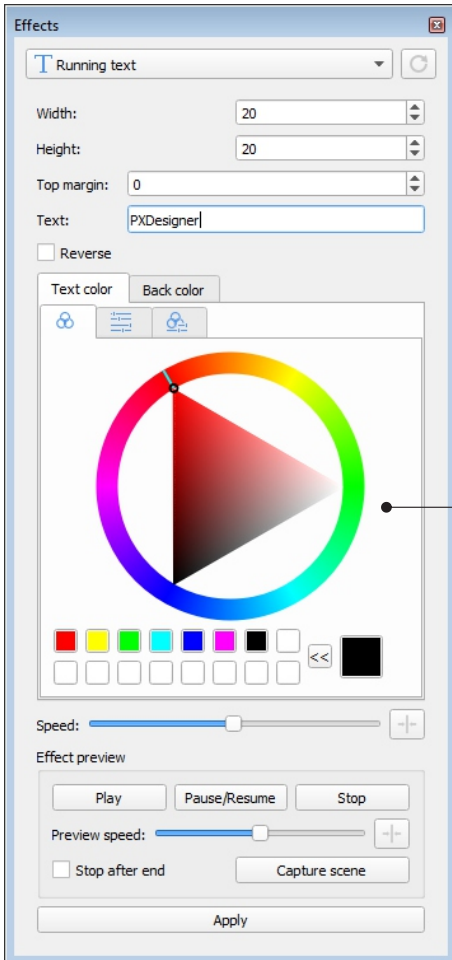 Effects
T Running text
Width: 20
Height: 20
Top margin: 0
Text: PXDesigner
Reverse
Text color Back color
<<
Speed:
Effect preview
Play Pause/Resume Stop
Preview speed:
Stop after end Capture scene
Apply